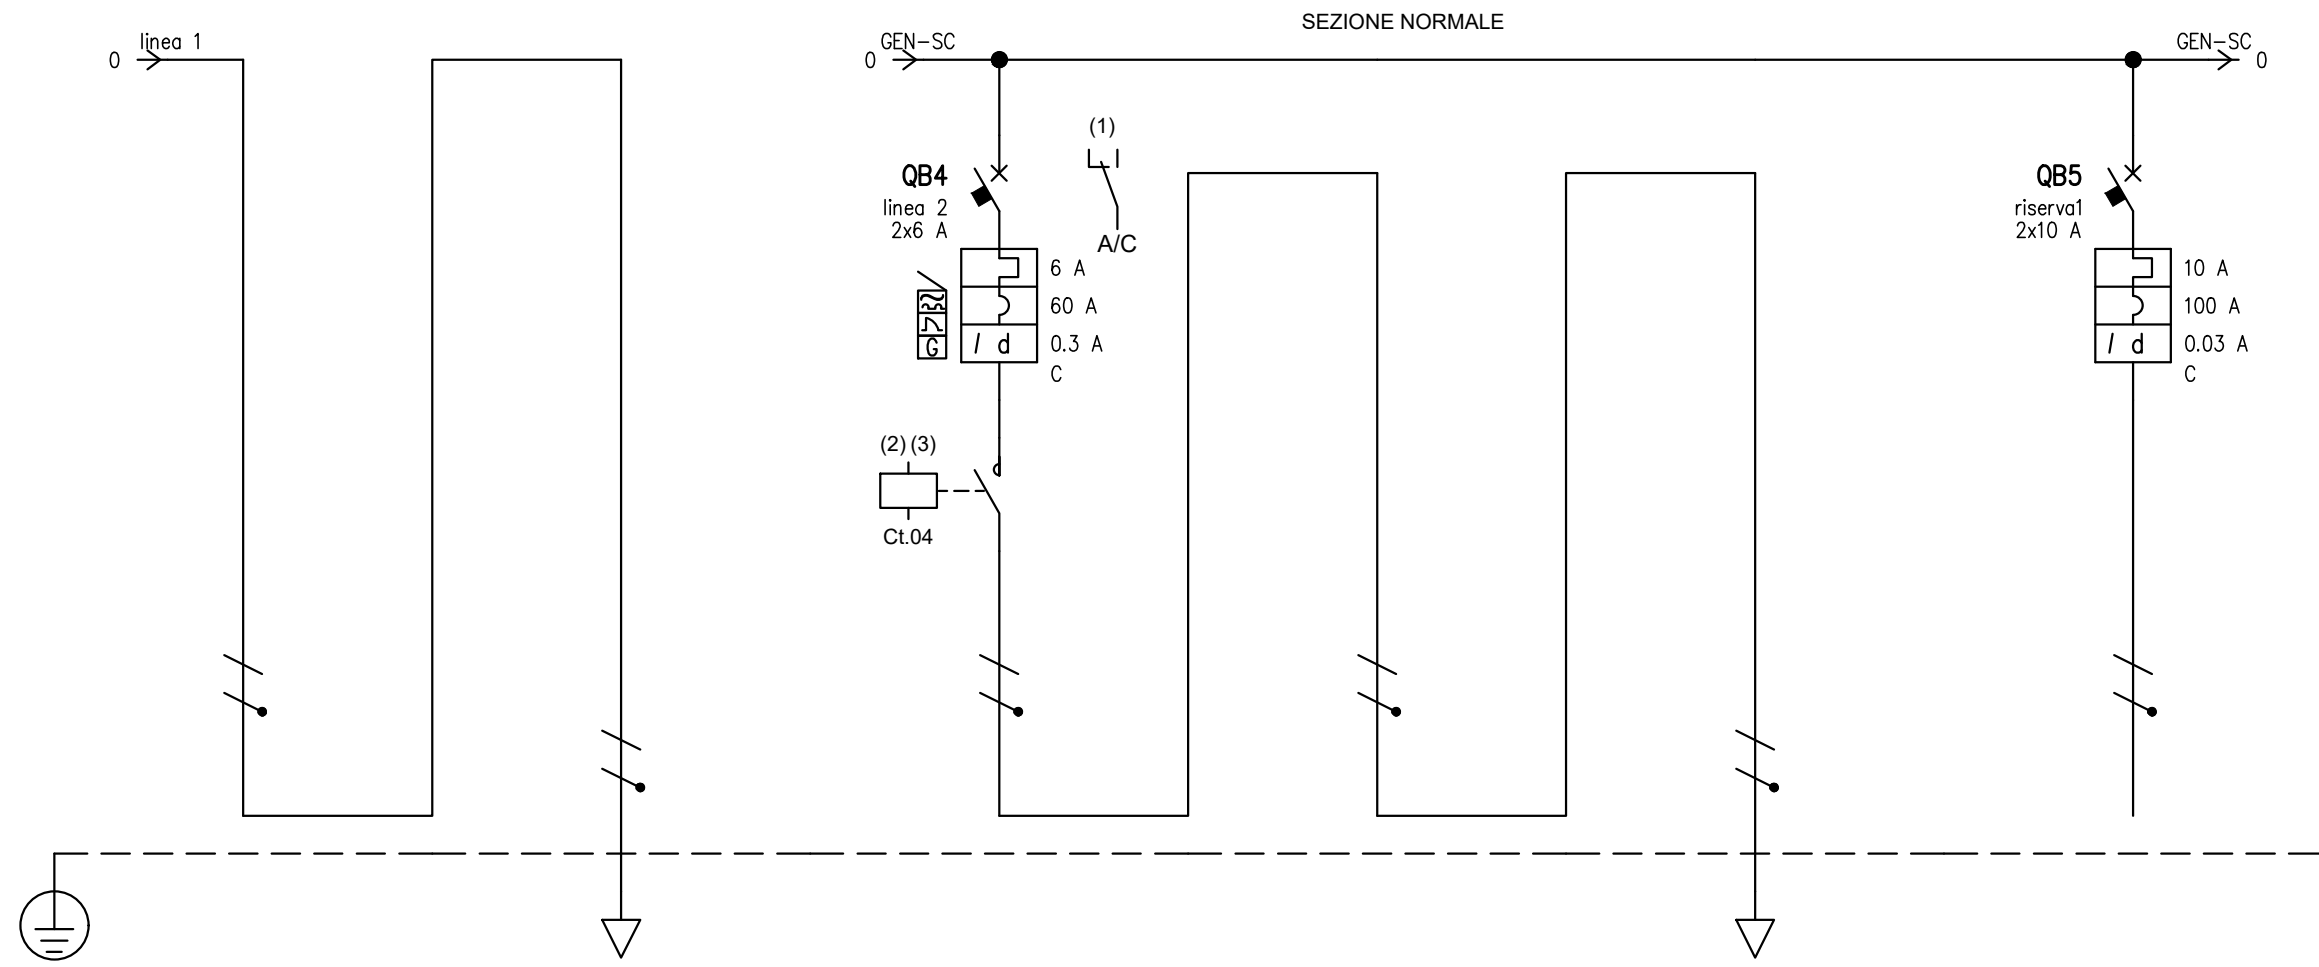 SEZIONE NORMALE
linea 1
0
GEN-SC
0
GEN-SC
0
(1)
A/C
QB4
linea 2
2x6 A
6 A
60 A
0.3 A
C
G
I d
(2) (3)
Ct.04
QB5
riserva1
2x10 A
10 A
100 A
0.03 A
C
I d